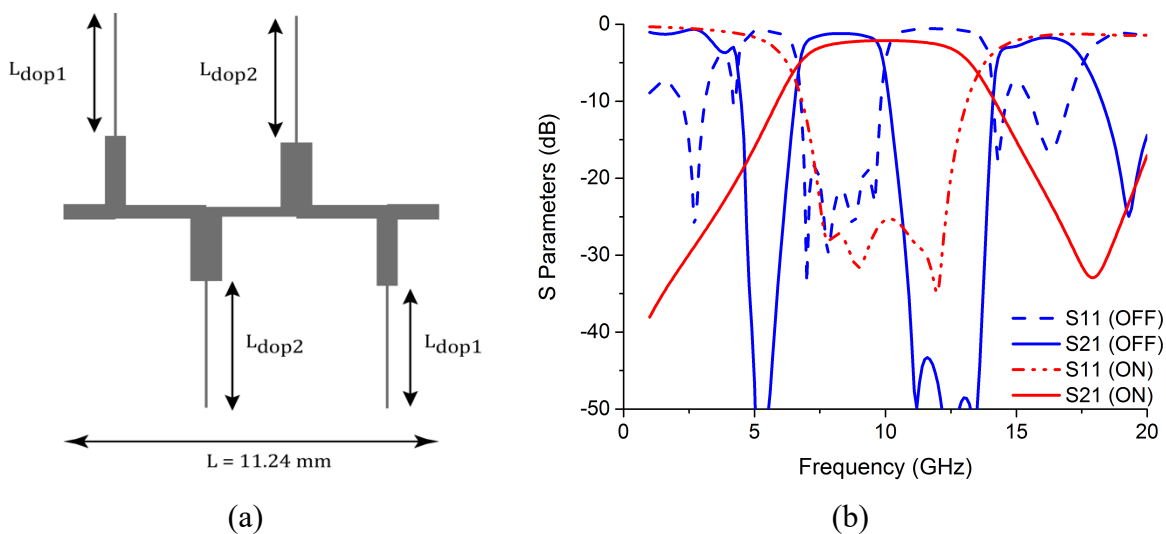 L_dop1
L_dop2
L_dop2
L_dop1
L = 11.24 mm
(a)
S Parameters (dB)
0
-10
-20
-30
-40
-50
S11 (OFF)
S21 (OFF)
S11 (ON)
S21 (ON)
0 5 10 15 20
Frequency (GHz)
(b)